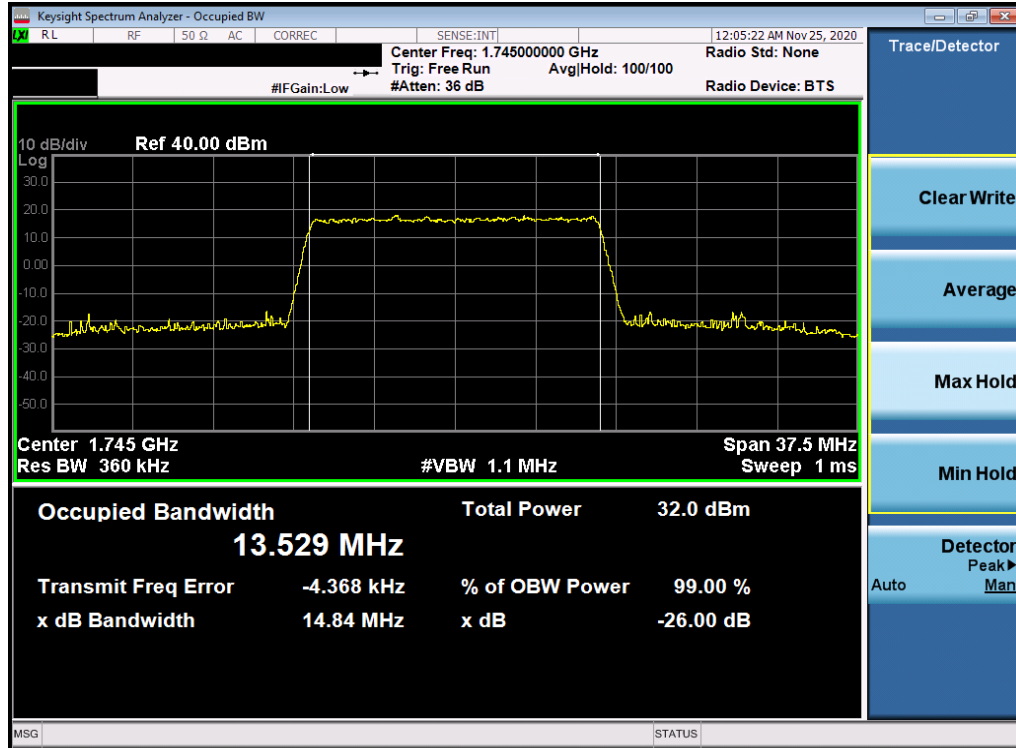 Keysight Spectrum Analyzer - Occupied BW
LXI RL RF 50 Ω AC CORREC SENSE:INT 12:05:22 AM Nov 25, 2020
Center Freq: 1.745000000 GHz Radio Std: None
Trig: Free Run Avg|Hold: 100/100
#IFGain:Low #Atten: 36 dB Radio Device: BTS
Trace/Detector
10 dB/div Ref 40.00 dBm
Log
30.0
20.0
10.0
0.00
-10.0
-20.0
-30.0
-40.0
-50.0
Center 1.745 GHz Span 37.5 MHz
Res BW 360 kHz #VBW 1.1 MHz Sweep 1 ms
Occupied Bandwidth Total Power 32.0 dBm
13.529 MHz
Transmit Freq Error -4.368 kHz % of OBW Power 99.00 %
x dB Bandwidth 14.84 MHz x dB -26.00 dB
Clear Write
Average
Max Hold
Min Hold
Detector
Peak▶
Auto Man
MSG STATUS